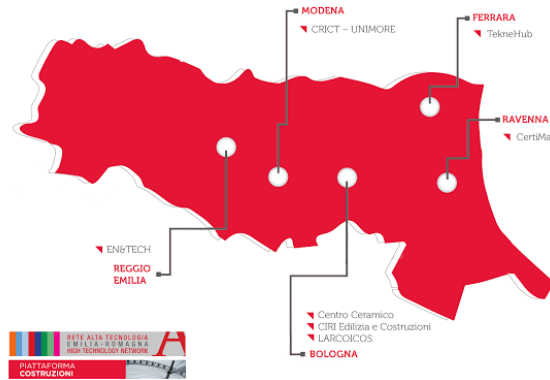 MODENA
CRICT – UNIMORE
FERRARA
TekneHub
RAVENNA
CertiMa
EN&TECH
REGGIO
EMILIA
Centro Ceramico
CIRI Edilizia e Costruzioni
LARCOICOS
BOLOGNA
RETE ALTA TECNOLOGIA
EMILIA-ROMAGNA
HIGH TECHNOLOGY NETWORK
PIATTAFORMA
COSTRUZIONI